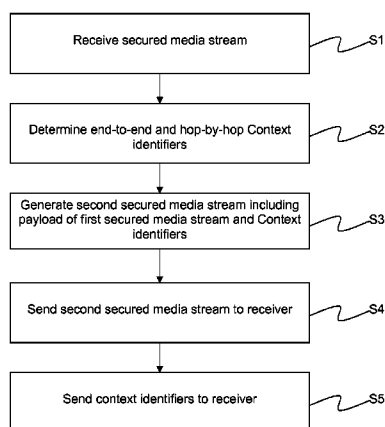 Receive secured media stream
S1
Determine end-to-end and hop-by-hop Context
identifiers
S2
Generate second secured media stream including
payload of first secured media stream and Context
identifiers
S3
Send second secured media stream to receiver
S4
Send context identifiers to receiver
S5